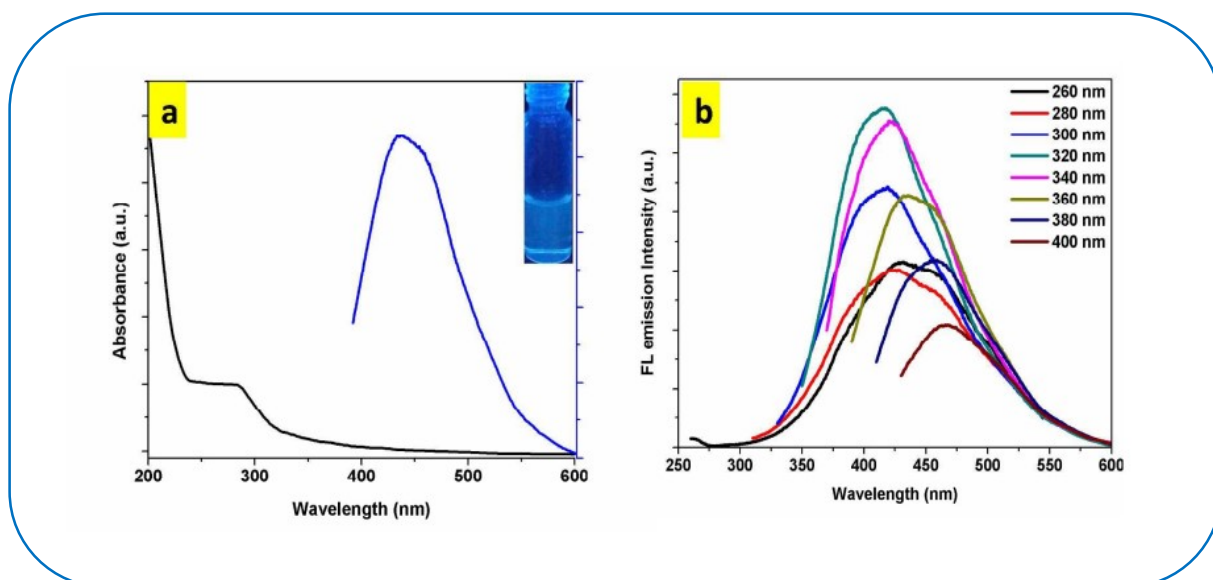 a
Absorbance (a.u.)
200 300 400 500 600
Wavelength (nm)
b
FL emission Intensity (a.u.)
260 nm
280 nm
300 nm
320 nm
340 nm
360 nm
380 nm
400 nm
250 300 350 400 450 500 550 600
Wavelength (nm)